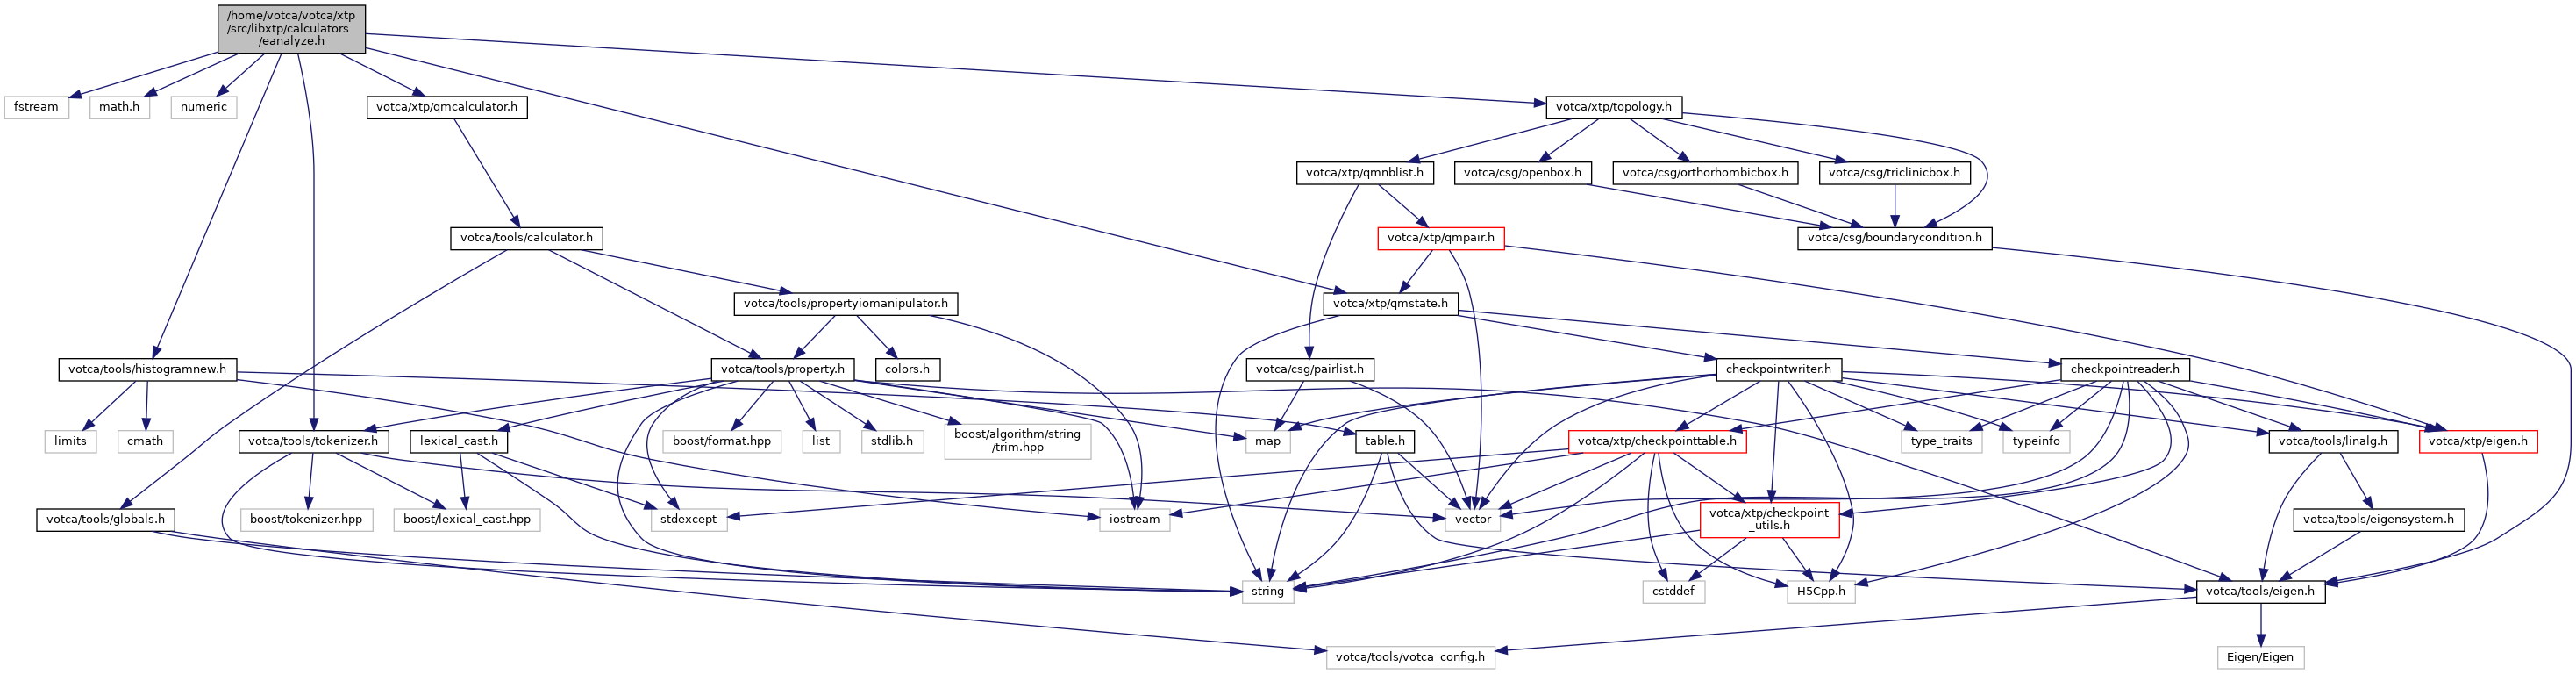 /home/votca/votca/xtp
/src/libxtp/calculators
/eanalyze.h
fstream
math.h
numeric
votca/xtp/qmcalculator.h
votca/xtp/topology.h
votca/xtp/qmnblist.h
votca/csg/openbox.h
votca/csg/orthorhombicbox.h
votca/csg/triclinicbox.h
votca/tools/calculator.h
votca/xtp/qmpair.h
votca/csg/boundarycondition.h
votca/tools/propertyiomanipulator.h
votca/xtp/qmstate.h
votca/tools/histogramnew.h
votca/tools/property.h
colors.h
votca/csg/pairlist.h
checkpointwriter.h
checkpointreader.h
limits
cmath
votca/tools/tokenizer.h
lexical_cast.h
boost/format.hpp
list
stdlib.h
boost/algorithm/string
/trim.hpp
map
table.h
votca/xtp/checkpointtable.h
type_traits
typeinfo
votca/tools/linalg.h
votca/xtp/eigen.h
votca/tools/globals.h
boost/tokenizer.hpp
boost/lexical_cast.hpp
stdexcept
iostream
vector
votca/xtp/checkpoint
_utils.h
votca/tools/eigensystem.h
string
cstddef
H5Cpp.h
votca/tools/eigen.h
votca/tools/votca_config.h
Eigen/Eigen